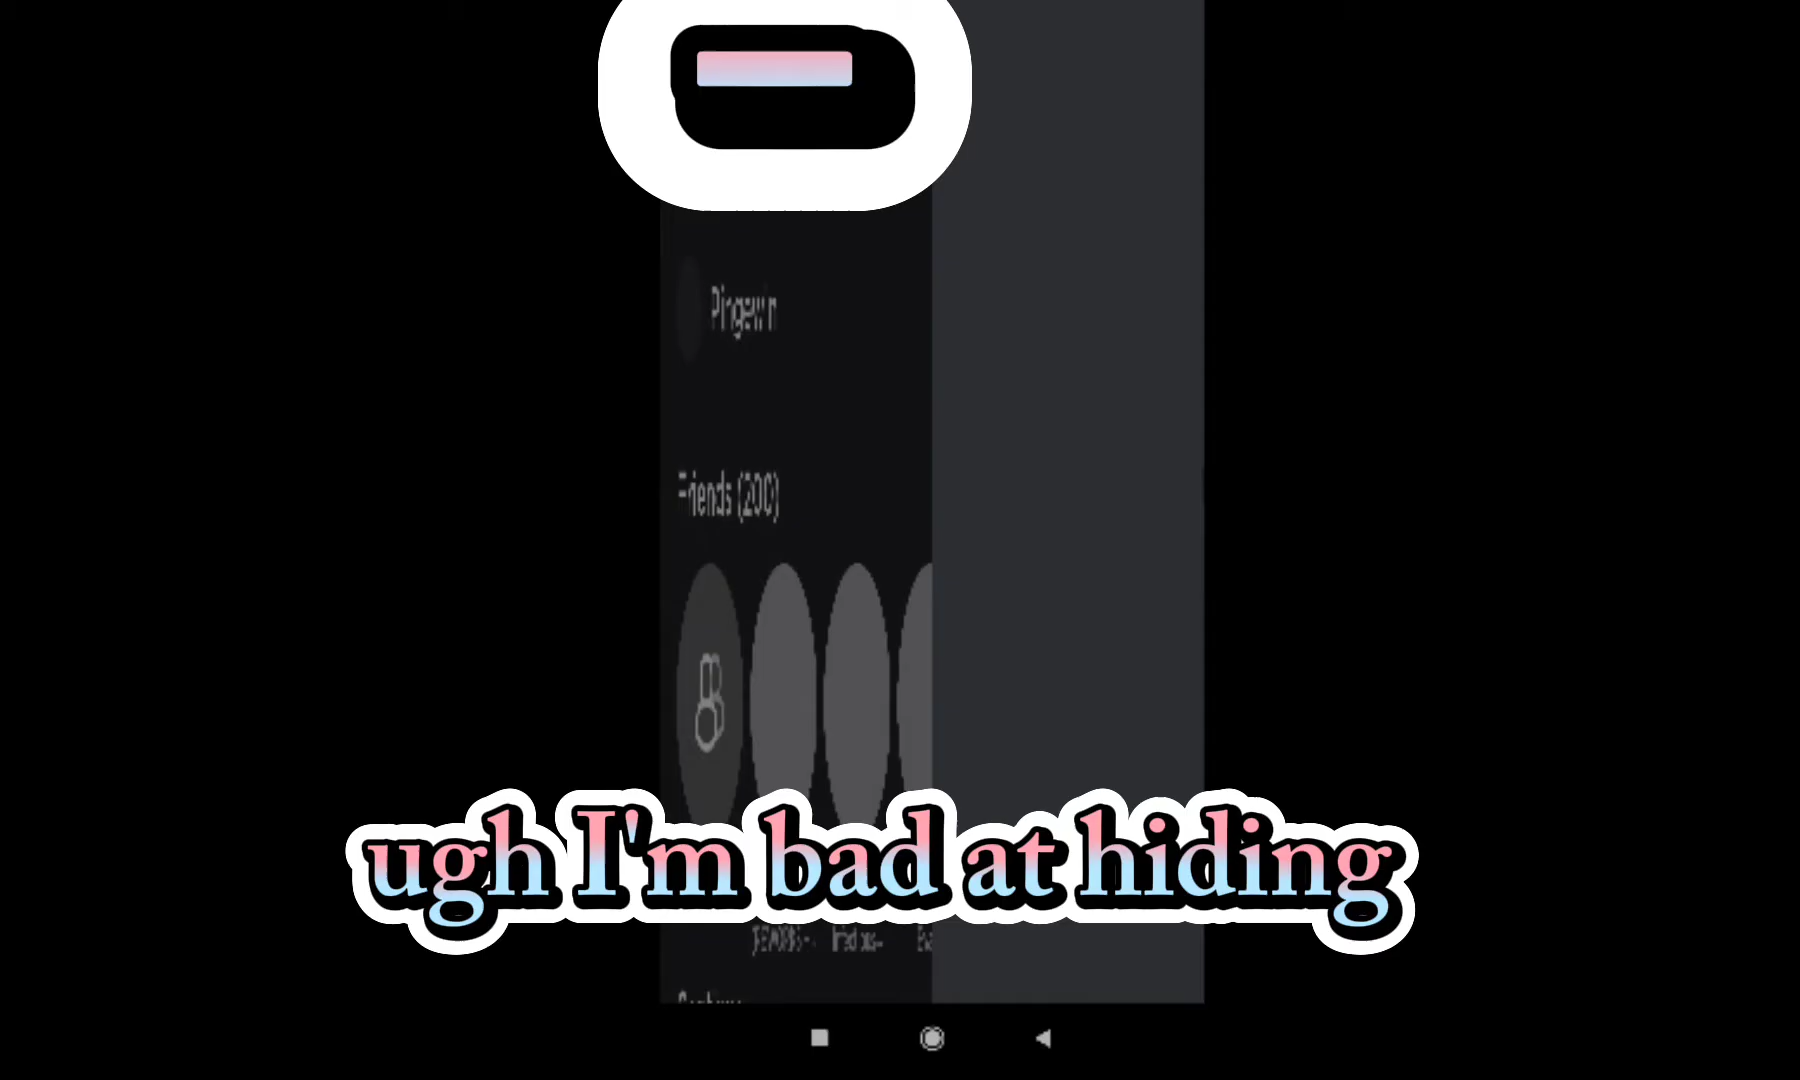 Pingewin
Friends (200)
ugh I'm bad at hiding